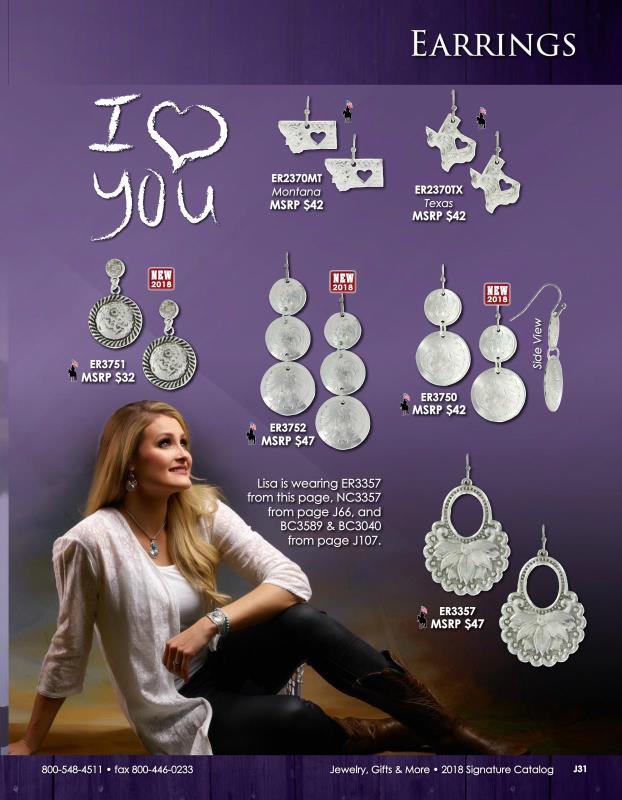 EARRINGS
I YOU
ER2370MT
Montana
MSRP $42
ER2370TX
Texas
MSRP $42
NEW
2018
ER3751
MSRP $32
NEW
2018
ER3752
MSRP $47
NEW
2018
Side View
ER3750
MSRP $42
Lisa is wearing ER3357
from this page, NC3357
from page J66, and
BC3589 & BC3040
from page J107.
ER3357
MSRP $47
800-548-4511 • fax 800-446-0233
Jewelry, Gifts & More • 2018 Signature Catalog J31